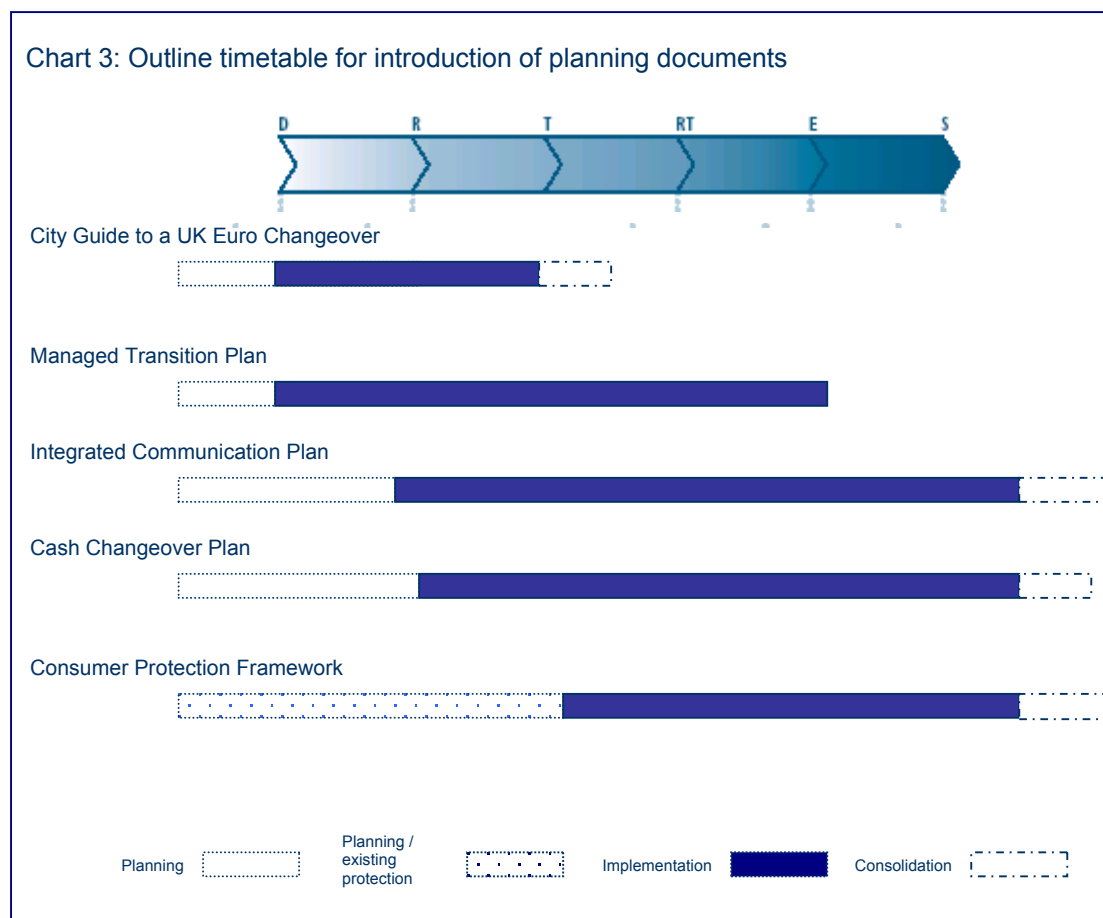 Chart 3: Outline timetable for introduction of planning documents
D R T RT E S
City Guide to a UK Euro Changeover
Managed Transition Plan
Integrated Communication Plan
Cash Changeover Plan
Consumer Protection Framework
Planning
Planning /
existing
protection
Implementation
Consolidation